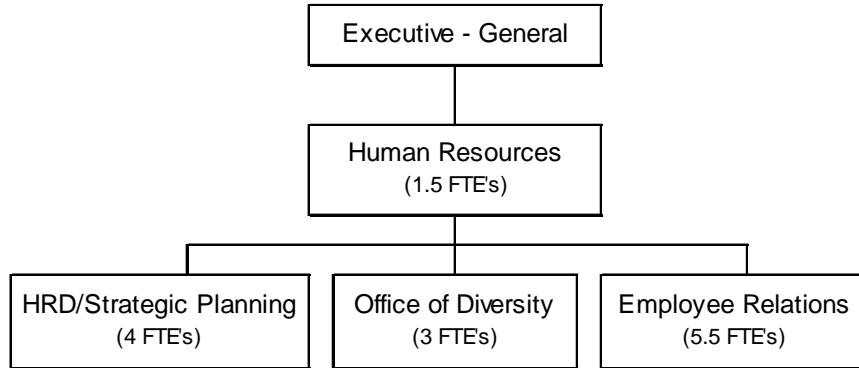 Executive - General
Human Resources
(1.5 FTE's)
HRD/Strategic Planning
(4 FTE's)
Office of Diversity
(3 FTE's)
Employee Relations
(5.5 FTE's)